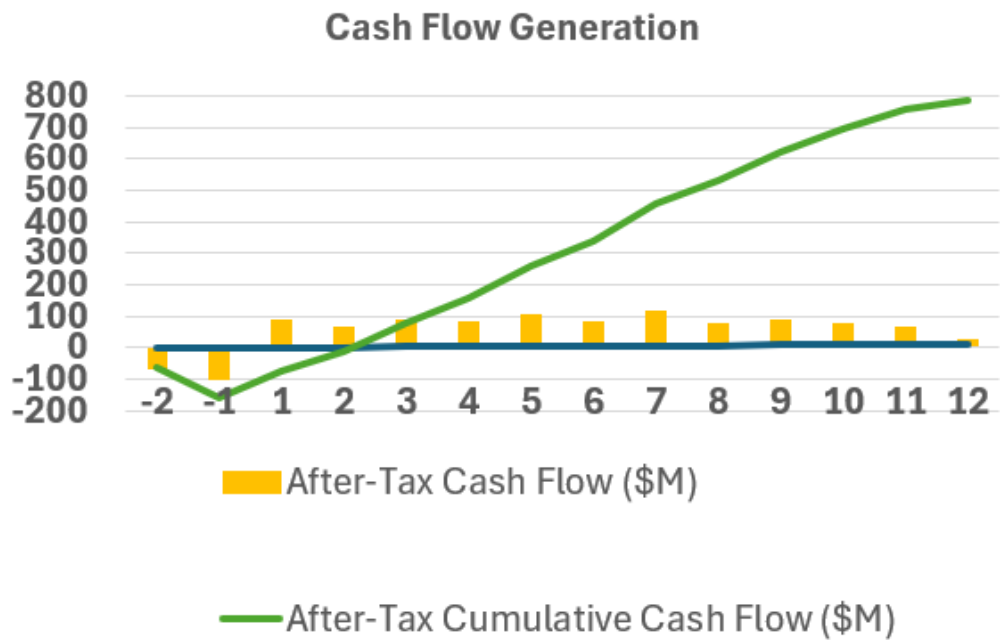 Cash Flow Generation
800
700
600
500
400
300
200
100
0
-100
-200
-2 -1 1 2 3 4 5 6 7 8 9 10 11 12
After-Tax Cash Flow ($M)
After-Tax Cumulative Cash Flow ($M)